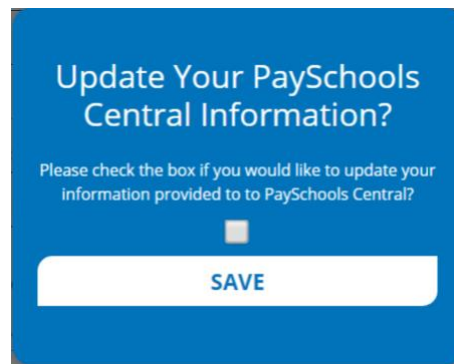 Update Your PaySchools
Central Information?
Please check the box if you would like to update your
information provided to to PaySchools Central?
SAVE